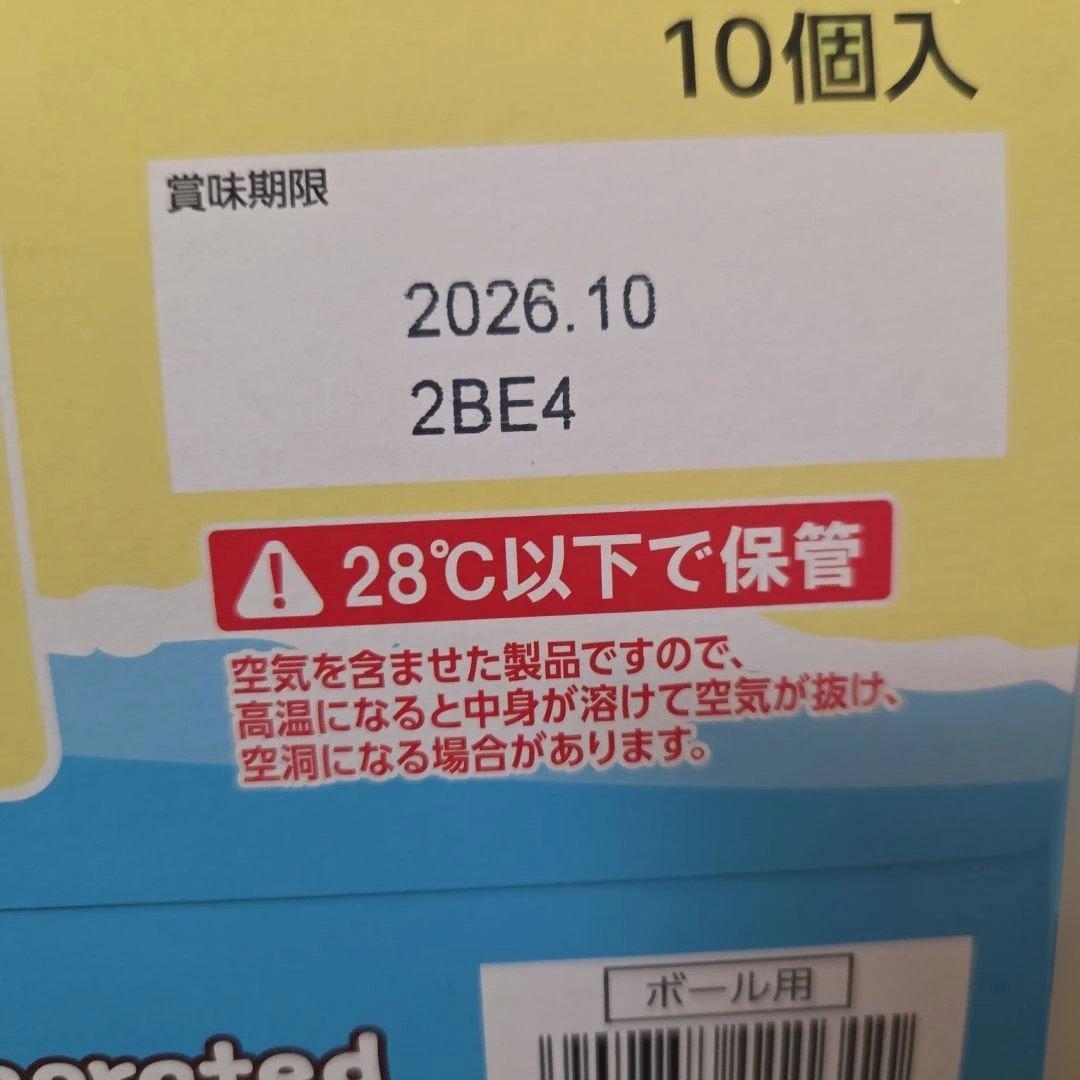 10個入
賞味期限
2026.10
2BE4
28℃以下で保管
空気を含ませた製品ですので、
高温になると中身が溶けて空気が抜け、
空洞になる場合があります。
ボール用